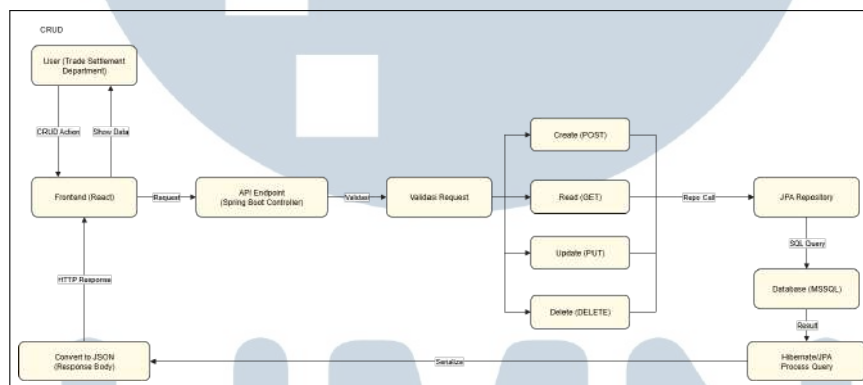 CRUD
User (Trade Settlement
Department)
CRUD Action
Show Data
Frontend (React)
Request
API Endpoint
(Spring Boot Controller)
Validasi
Validasi Request
Create (POST)
Read (GET)
Update (PUT)
Delete (DELETE)
Repo Call
JPA Repository
SQL Query
Database (MSSQL)
Result
Hibernate/JPA
Process Query
Serialize
Convert to JSON
(Response Body)
HTTP Response